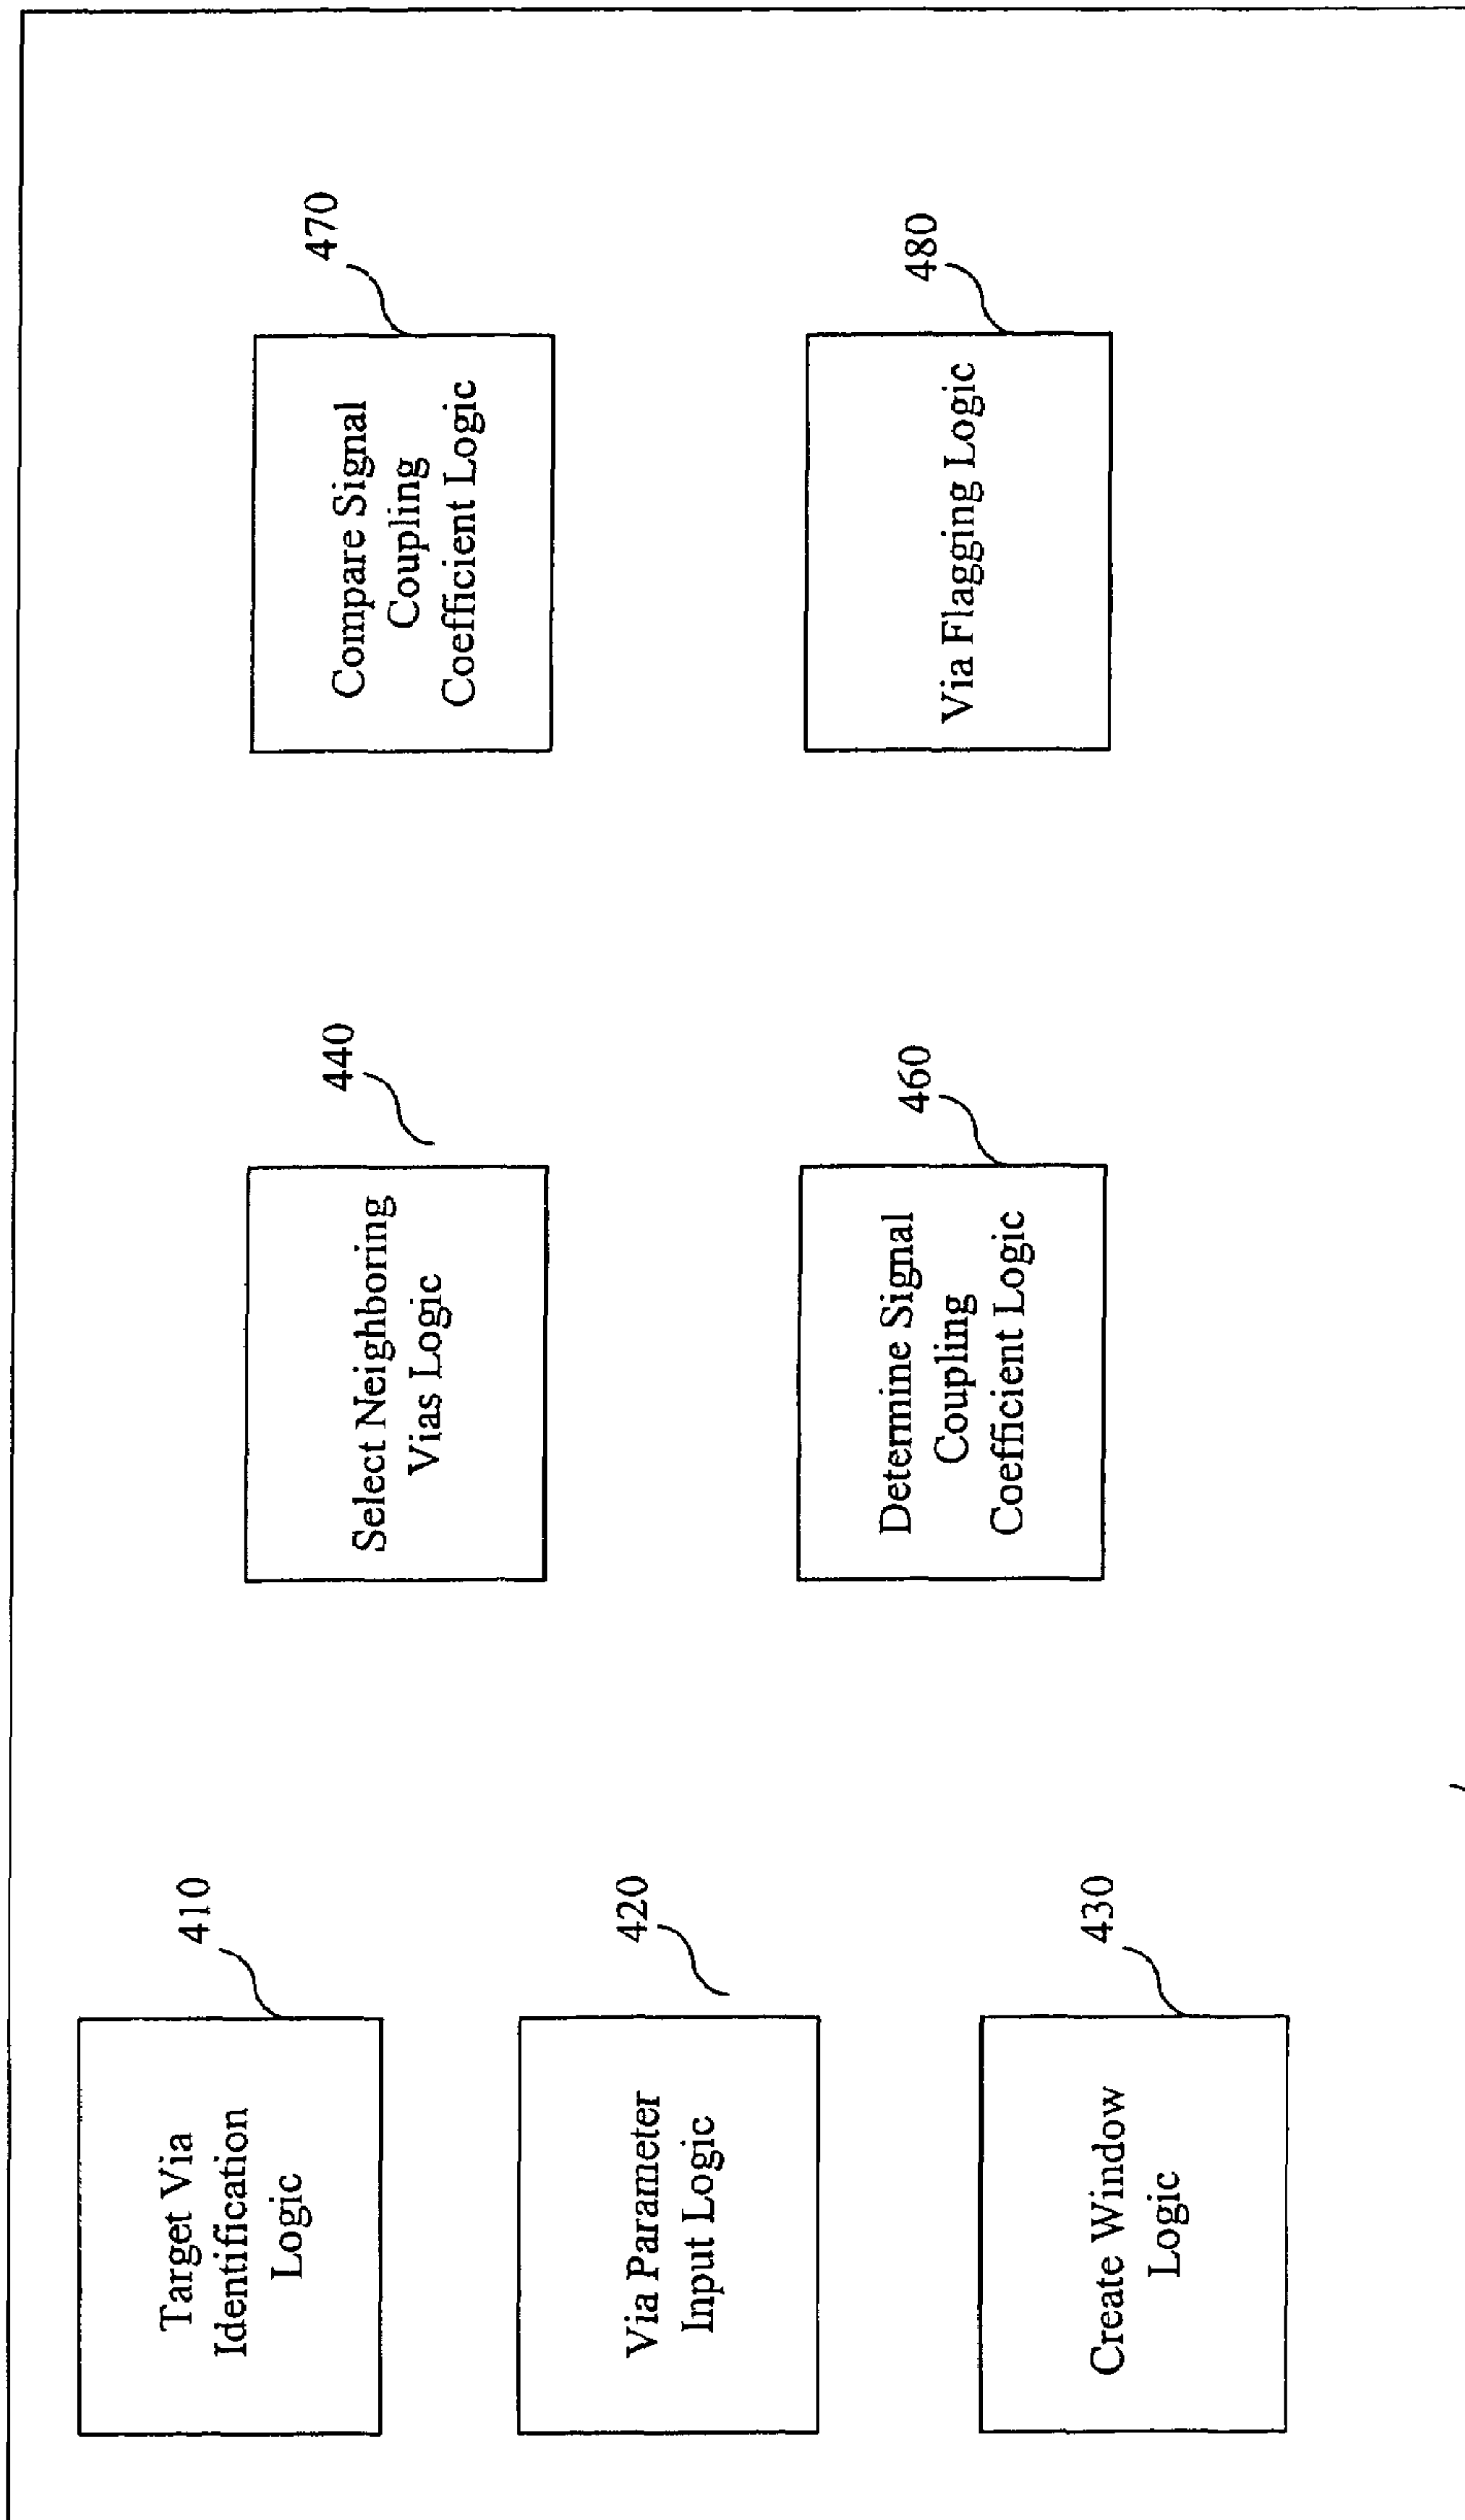 410
Target Via
Identification
Logic
420
Via Parameter
Input Logic
430
Create Window
Logic
440
Select Neighboring
Vias Logic
460
Determine Signal
Coupling
Coefficient Logic
470
Compare Signal
Coupling
Coefficient Logic
480
Via Flagging Logic